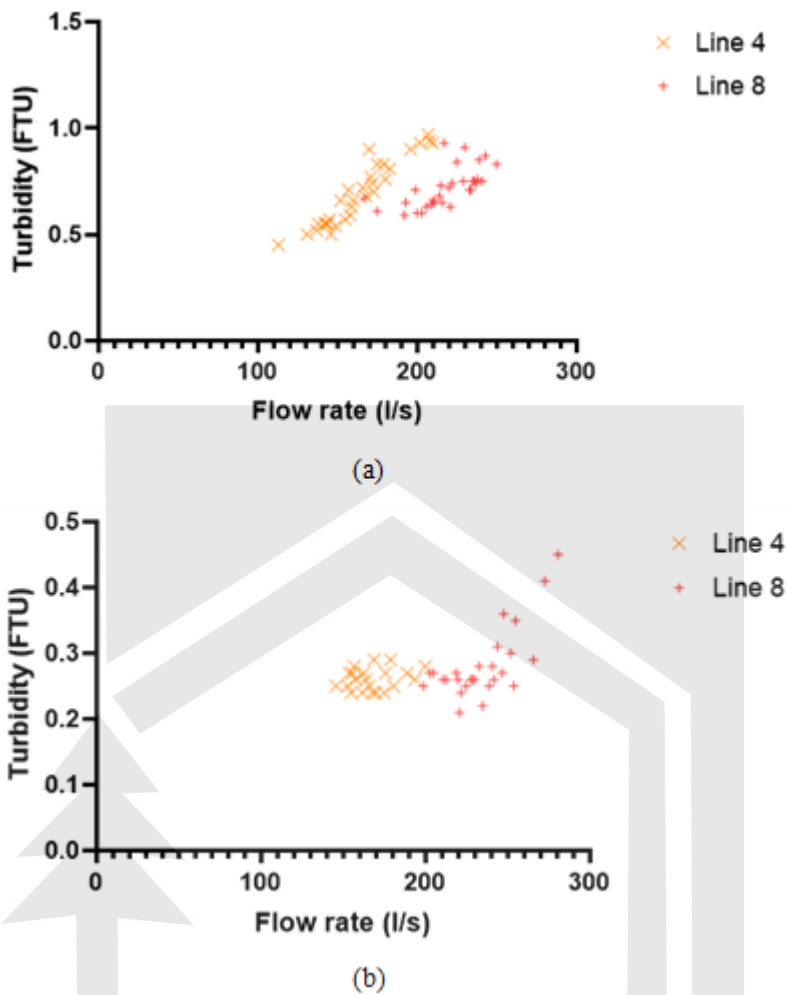 1.5
Line 4
Line 8
1.0
0.5
0.0
Turbidity (FTU)
0 100 200 300
Flow rate (l/s)
(a)
0.5
Line 4
Line 8
0.4
0.3
0.2
0.1
0.0
Turbidity (FTU)
0 100 200 300
Flow rate (l/s)
(b)